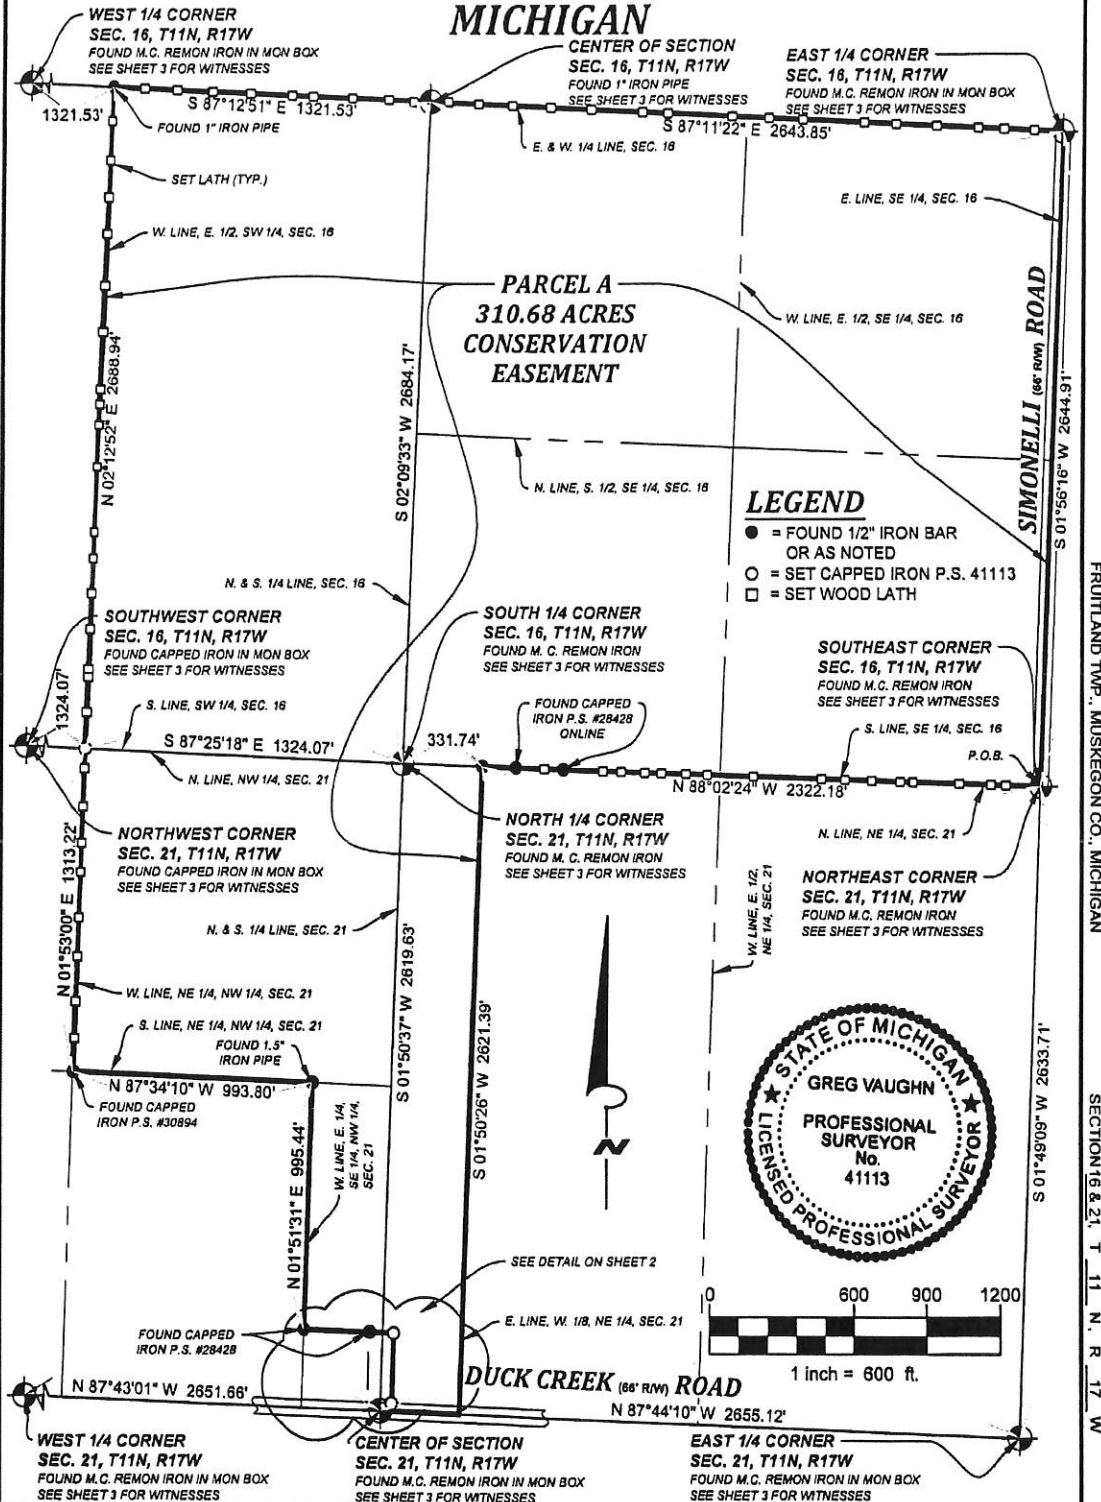 MICHIGAN
WEST 1/4 CORNER
SEC. 16, T11N, R17W
FOUND M.C. REMON IRON IN MON BOX
SEE SHEET 3 FOR WITNESSES
CENTER OF SECTION
SEC. 16, T11N, R17W
FOUND 1" IRON PIPE
SEE SHEET 3 FOR WITNESSES
EAST 1/4 CORNER
SEC. 16, T11N, R17W
FOUND M.C. REMON IRON IN MON BOX
SEE SHEET 3 FOR WITNESSES
1321.53'
S 87°12'51" E 1321.53'
FOUND 1" IRON PIPE
S 87°11'22" E 2643.85'
E. & W. 1/4 LINE, SEC. 16
SET LATH (TYP.)
E. LINE, SE 1/4, SEC. 16
W. LINE, E. 1/2, SW 1/4, SEC. 16
PARCEL A
310.68 ACRES
CONSERVATION
EASEMENT
W. LINE, E. 1/2, SE 1/4, SEC. 16
SIMONELLI (66' R/W) ROAD
N 02°12'52" E 2688.94'
S 02°09'33" W 2684.17'
S 01°56'16" W 2644.91'
N. LINE, S. 1/2, SE 1/4, SEC. 16
LEGEND
= FOUND 1/2" IRON BAR
OR AS NOTED
= SET CAPPED IRON P.S. 41113
= SET WOOD LATH
N. & S. 1/4 LINE, SEC. 16
SOUTHWEST CORNER
SEC. 16, T11N, R17W
FOUND CAPPED IRON IN MON BOX
SEE SHEET 3 FOR WITNESSES
SOUTH 1/4 CORNER
SEC. 16, T11N, R17W
FOUND M. C. REMON IRON
SEE SHEET 3 FOR WITNESSES
SOUTHEAST CORNER
SEC. 16, T11N, R17W
FOUND M.C. REMON IRON
SEE SHEET 3 FOR WITNESSES
1324.07'
S. LINE, SW 1/4, SEC. 16
FOUND CAPPED
IRON P.S. #28428
ONLINE
S. LINE, SE 1/4, SEC. 16
P.O.B.
S 87°25'18" E 1324.07'
331.74'
N. LINE, NW 1/4, SEC. 21
N 88°02'24" W 2322.18'
N. LINE, NE 1/4, SEC. 21
NORTHWEST CORNER
SEC. 21, T11N, R17W
FOUND CAPPED IRON IN MON BOX
SEE SHEET 3 FOR WITNESSES
NORTH 1/4 CORNER
SEC. 21, T11N, R17W
FOUND M. C. REMON IRON
SEE SHEET 3 FOR WITNESSES
NORTHEAST CORNER
SEC. 21, T11N, R17W
FOUND M.C. REMON IRON
SEE SHEET 3 FOR WITNESSES
N 01°53'00" E 1313.22'
N. & S. 1/4 LINE, SEC. 21
W. LINE, E. 1/2,
NE 1/4, SEC. 21
W. LINE, NE 1/4, NW 1/4, SEC. 21
S 01°50'37" W 2619.63'
S 01°50'26" W 2621.39'
S. LINE, NE 1/4, NW 1/4, SEC. 21
FOUND 1.5"
IRON PIPE
N 87°34'10" W 993.80'
FOUND CAPPED
IRON P.S. #30894
W. LINE, E. 1/4,
SE 1/4, NW 1/4,
SEC. 21
N 01°51'31" E 995.44'
N
STATE OF MICHIGAN
GREG VAUGHN
PROFESSIONAL
SURVEYOR
No.
41113
LICENSED PROFESSIONAL SURVEYOR
S 01°49'09" W 2633.71'
SEE DETAIL ON SHEET 2
0 600 900 1200
1 inch = 600 ft.
FOUND CAPPED
IRON P.S. #28428
E. LINE, W. 1/8, NE 1/4, SEC. 21
DUCK CREEK (66' R/W) ROAD
N 87°43'01" W 2651.66'
N 87°44'10" W 2655.12'
WEST 1/4 CORNER
SEC. 21, T11N, R17W
FOUND M.C. REMON IRON IN MON BOX
SEE SHEET 3 FOR WITNESSES
CENTER OF SECTION
SEC. 21, T11N, R17W
FOUND M.C. REMON IRON IN MON BOX
SEE SHEET 3 FOR WITNESSES
EAST 1/4 CORNER
SEC. 21, T11N, R17W
FOUND M.C. REMON IRON IN MON BOX
SEE SHEET 3 FOR WITNESSES
FRUITLAND TWP., MUSKEGON CO., MICHIGAN
SECTION 16 & 21, T 11 N, R 17 W